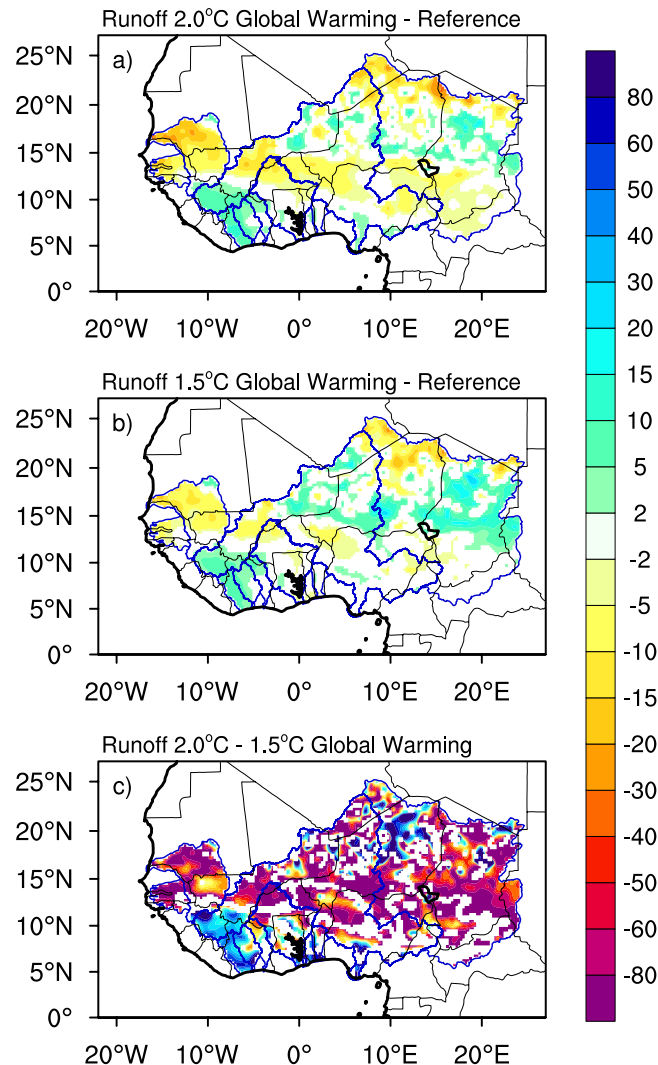 Runoff 2.0°C Global Warming - Reference
a)
25°N
20°N
15°N
10°N
5°N
0°
20°W 10°W 0° 10°E 20°E
Runoff 1.5°C Global Warming - Reference
b)
25°N
20°N
15°N
10°N
5°N
0°
20°W 10°W 0° 10°E 20°E
Runoff 2.0°C - 1.5°C Global Warming
c)
25°N
20°N
15°N
10°N
5°N
0°
20°W 10°W 0° 10°E 20°E
80
60
50
40
30
20
15
10
5
2
-2
-5
-10
-15
-20
-30
-40
-50
-60
-80